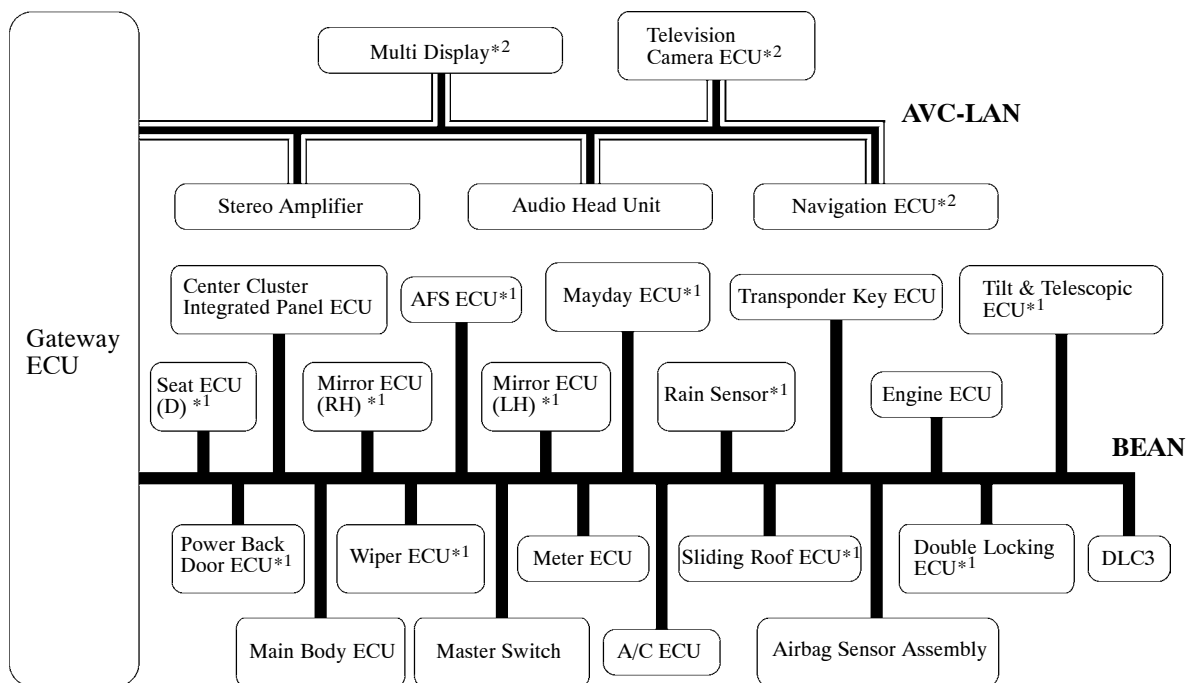 Multi Display*2
Television
Camera ECU*2
AVC-LAN
Stereo Amplifier
Audio Head Unit
Navigation ECU*2
Gateway
ECU
Center Cluster
Integrated Panel ECU
AFS ECU*1
Mayday ECU*1
Transponder Key ECU
Tilt & Telescopic
ECU*1
Seat ECU
(D) *1
Mirror ECU
(RH) *1
Mirror ECU
(LH) *1
Rain Sensor*1
Engine ECU
BEAN
Power Back
Door ECU*1
Wiper ECU*1
Meter ECU
Sliding Roof ECU*1
Double Locking
ECU*1
DLC3
Main Body ECU
Master Switch
A/C ECU
Airbag Sensor Assembly